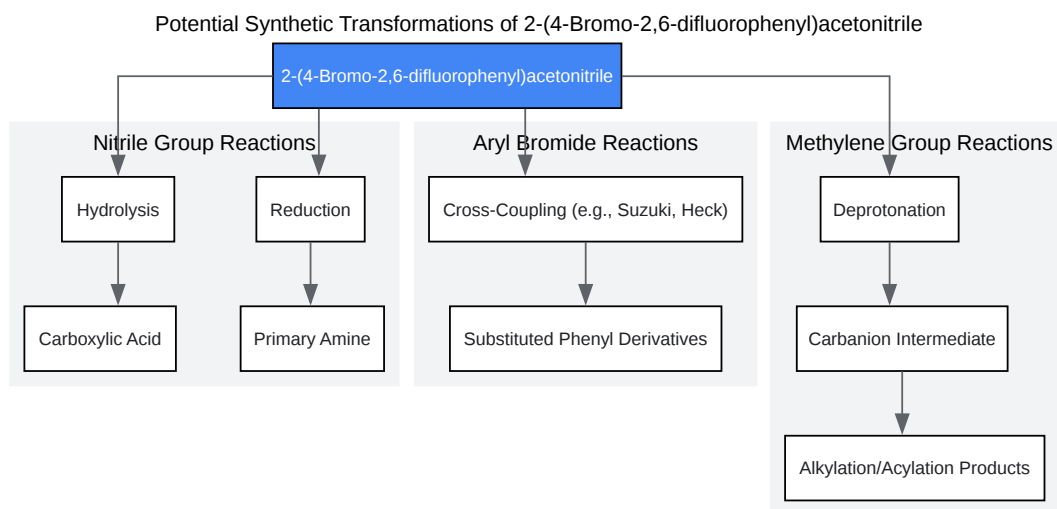 Potential Synthetic Transformations of 2-(4-Bromo-2,6-difluorophenyl)acetonitrile
2-(4-Bromo-2,6-difluorophenyl)acetonitrile
Nitrile Group Reactions
Aryl Bromide Reactions
Methylene Group Reactions
Hydrolysis
Reduction
Cross-Coupling (e.g., Suzuki, Heck)
Deprotonation
Carboxylic Acid
Primary Amine
Substituted Phenyl Derivatives
Carbanion Intermediate
Alkylation/Acylation Products